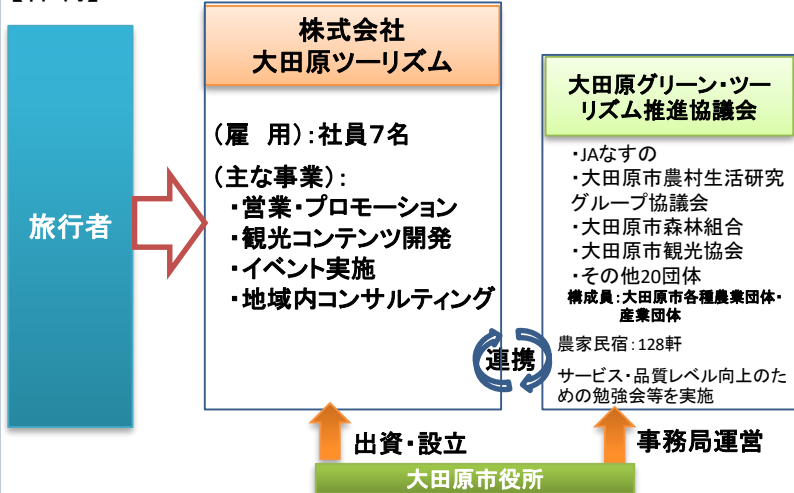 旅行者
株式会社
大田原ツーリズム
(雇 用):社員7名
(主な事業):
・営業・プロモーション
・観光コンテンツ開発
・イベント実施
・地域内コンサルティング
大田原グリーン・ツー
リズム推進協議会
・JAなすの
・大田原市農村生活研究
グループ協議会
・大田原市森林組合
・大田原市観光協会
・その他20団体
構成員:大田原市各種農業団体・
産業団体
農家民宿:128軒
サービス・品質レベル向上のた
めの勉強会等を実施
連携
出資・設立
事務局運営
大田原市役所